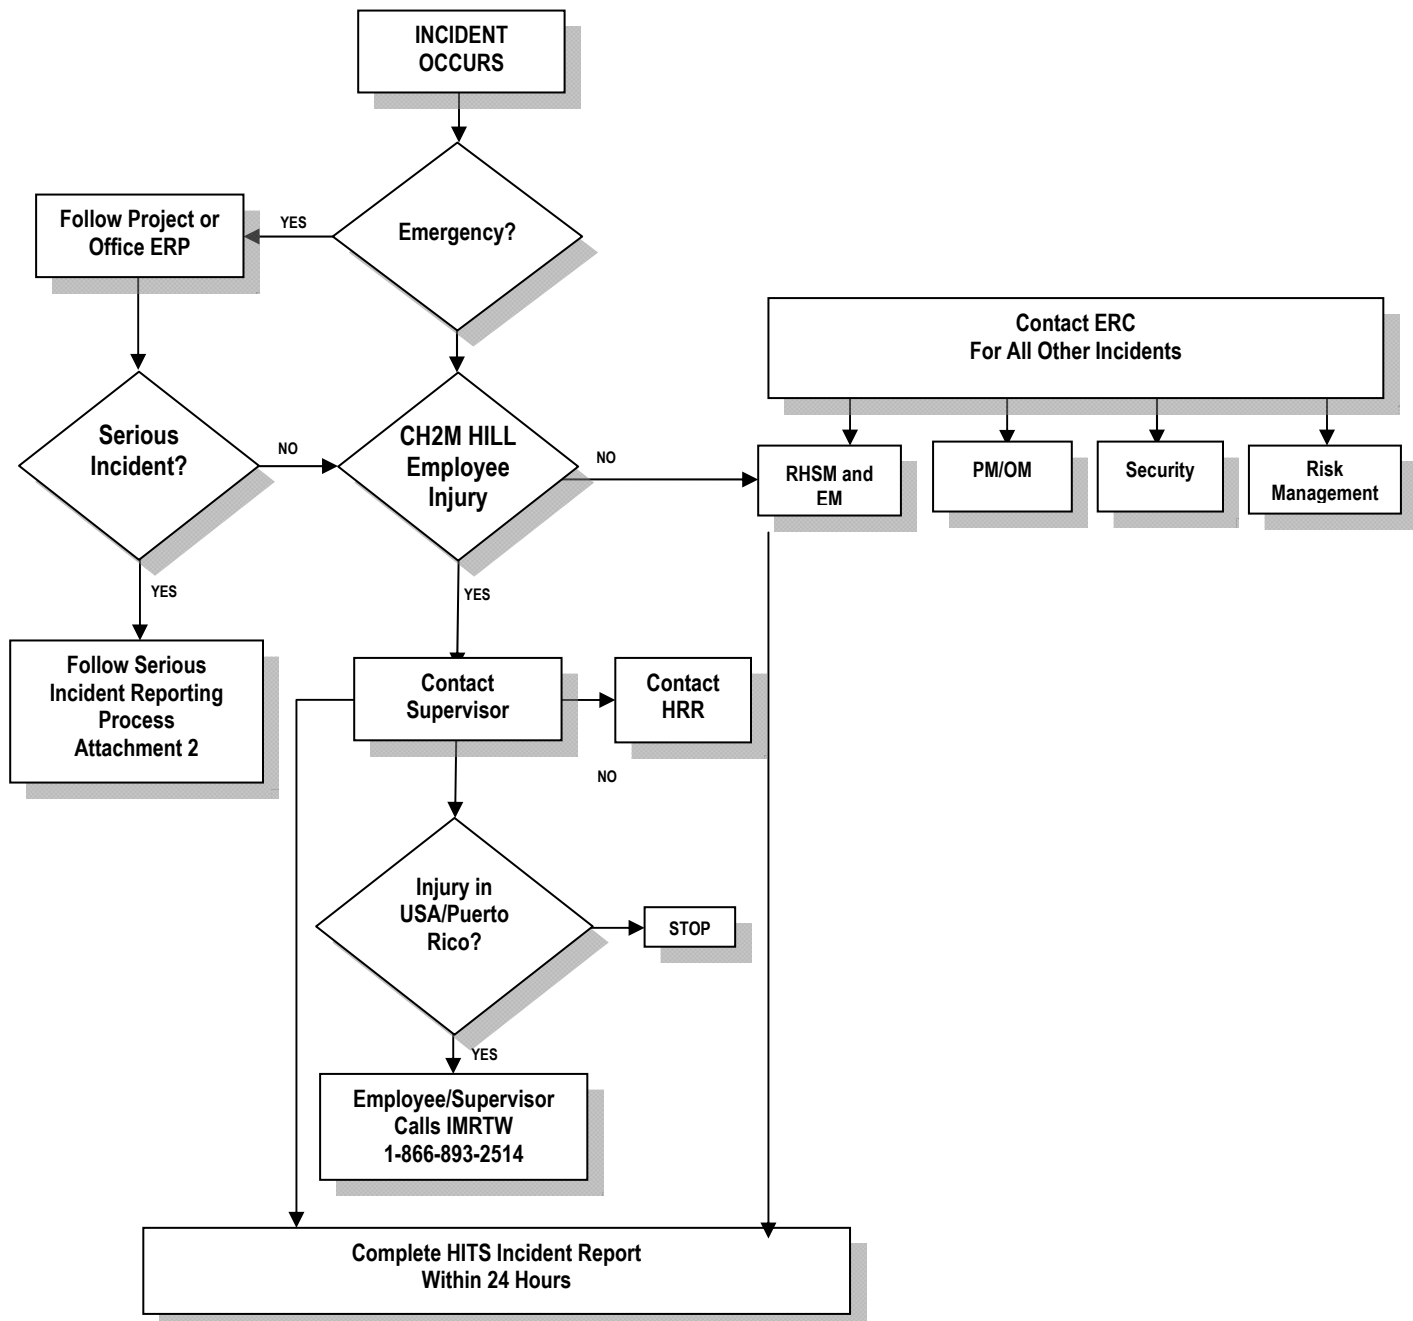 INCIDENT
OCCURS
Emergency?
YES
Follow Project or
Office ERP
Contact ERC
For All Other Incidents
Serious
Incident?
NO
CH2M HILL
Employee
Injury
NO
RHSM and
EM
PM/OM
Security
Risk
Management
YES
YES
Follow Serious
Incident Reporting
Process
Attachment 2
Contact
Supervisor
Contact
HRR
NO
Injury in
USA/Puerto
Rico?
STOP
YES
Employee/Supervisor
Calls IMRTW
1-866-893-2514
Complete HITS Incident Report
Within 24 Hours